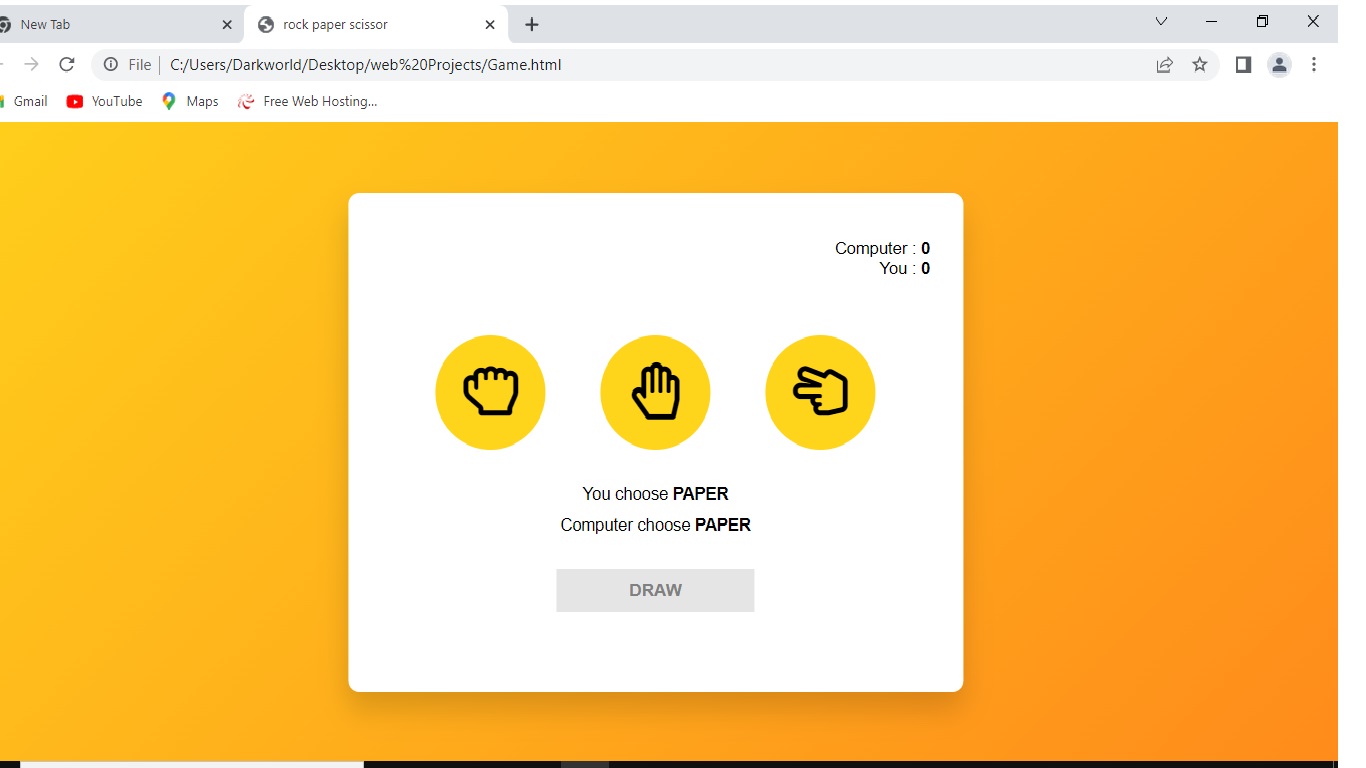 New Tab
rock paper scissor
File
C:/Users/Darkworld/Desktop/web%20Projects/Game.html
Gmail
YouTube
Maps
Free Web Hosting...
Computer : 0
You : 0
You choose PAPER
Computer choose PAPER
DRAW